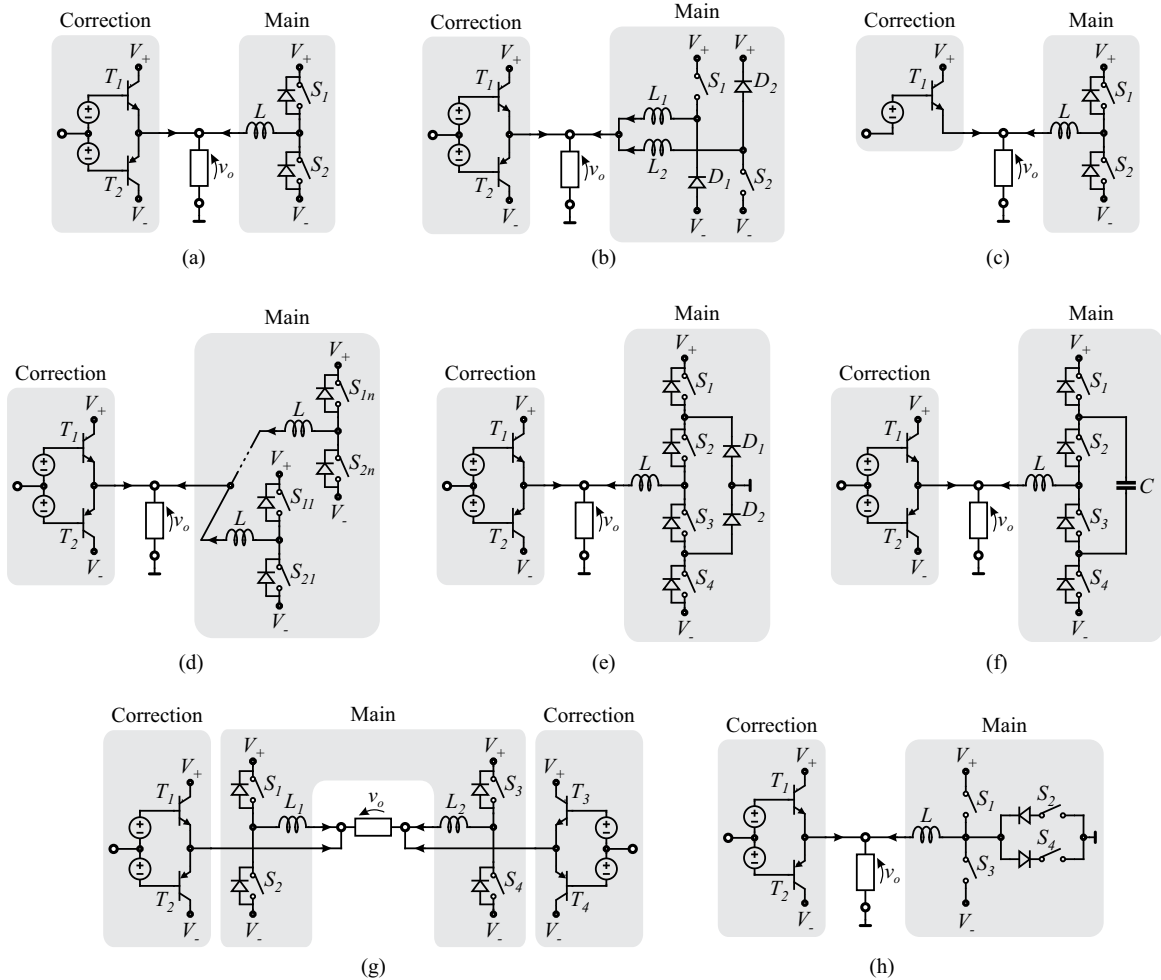 Correction Main
V+ V+
T1 S1
L
T2 vo S2
V- V-
(a)
Main
Correction
V+ V+ V+
T1 S1 D2
L1
L2
T2 vo D1 S2
V- V- V-
(b)
Correction Main
V+ V+
T1 S1
L
vo S2
V-
(c)
Main
Correction
V+
S1n
V+ L
T1 V+ S2n
S11 V-
L
T2 vo
V- S21
V-
(d)
Main
V+
Correction S1
V+
T1 S2 D1
L
T2 vo S3 D2
V- S4
V-
(e)
Main
V+
Correction S1
V+
T1 S2
L C
T2 vo S3
V- S4
V-
(f)
Correction Main Correction
V+ V+ V+ V+
T1 S1 L1 vo L2 S3 T3
T2 S2 S4 T4
V- V- V- V-
(g)
Correction Main
V+ V+
T1 S1 S2
L
S4
T2 vo S3
V- V-
(h)